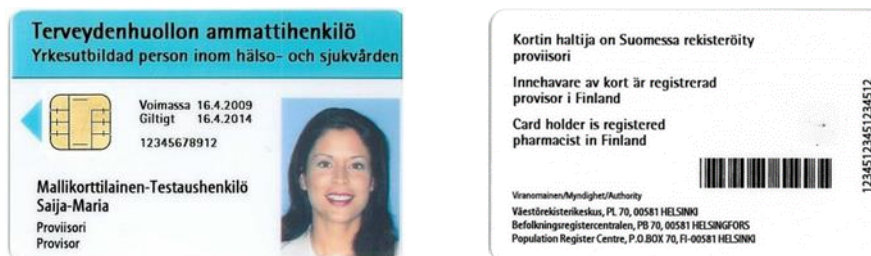 Terveydenhuollon ammattihenkilö
Yrkesutbildad person inom hälso- och sjukvården
Voimassa 16.4.2009
Giltigt 16.4.2014
12345678912
Mallikorttilainen-Testaushenkilö
Saija-Maria
Proviisori
Provisor
Kortin haltija on Suomessa rekisteröity
proviisori
Innehavare av kort är registrerad
provisor i Finland
Card holder is registered
pharmacist in Finland
Viranomainen/Myndighet/Authority
Väestörekisterikeskus, PL 70, 00581 HELSINKI
Befolkningsregistercentralen, PB 70, 00581 HELSINGFORS
Population Register Centre, P.O.BOX 70, FI-00581 HELSINKI
12345123451234512